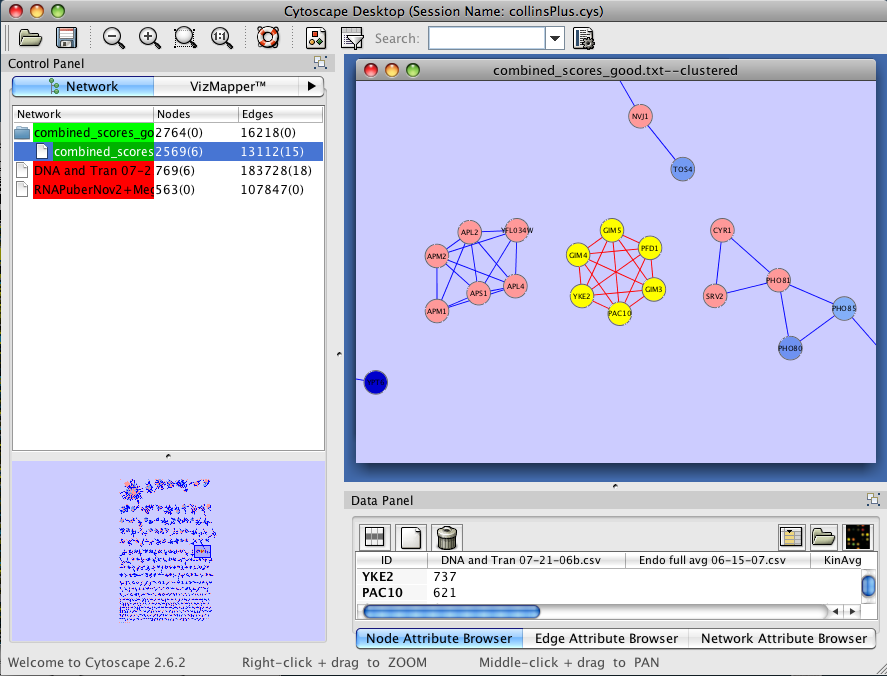 Cytoscape Desktop (Session Name: collinsPlus.cys)
1:1
Search:
Control Panel
Network
VizMapper™
Network Nodes Edges
combined_scores_go 2764(0) 16218(0)
combined_scores 2569(6) 13112(15)
DNA and Tran 07-2 769(6) 183728(18)
RNAPuberNov2+Med 563(0) 107847(0)
combined_scores_good.txt--clustered
NVJ1
TOS4
APL2
YFL034W
APM2
APS1
APL4
APM1
GIM5
PFD1
GIM4
YKE2
GIM3
PAC10
CYR1
PHO81
SRV2
PHO85
PHO80
Data Panel
ID DNA and Tran 07-21-06b.csv Endo full avg 06-15-07.csv KinAvg
YKE2 737
PAC10 621
Node Attribute Browser Edge Attribute Browser Network Attribute Browser
Welcome to Cytoscape 2.6.2 Right-click + drag to ZOOM Middle-click + drag to PAN